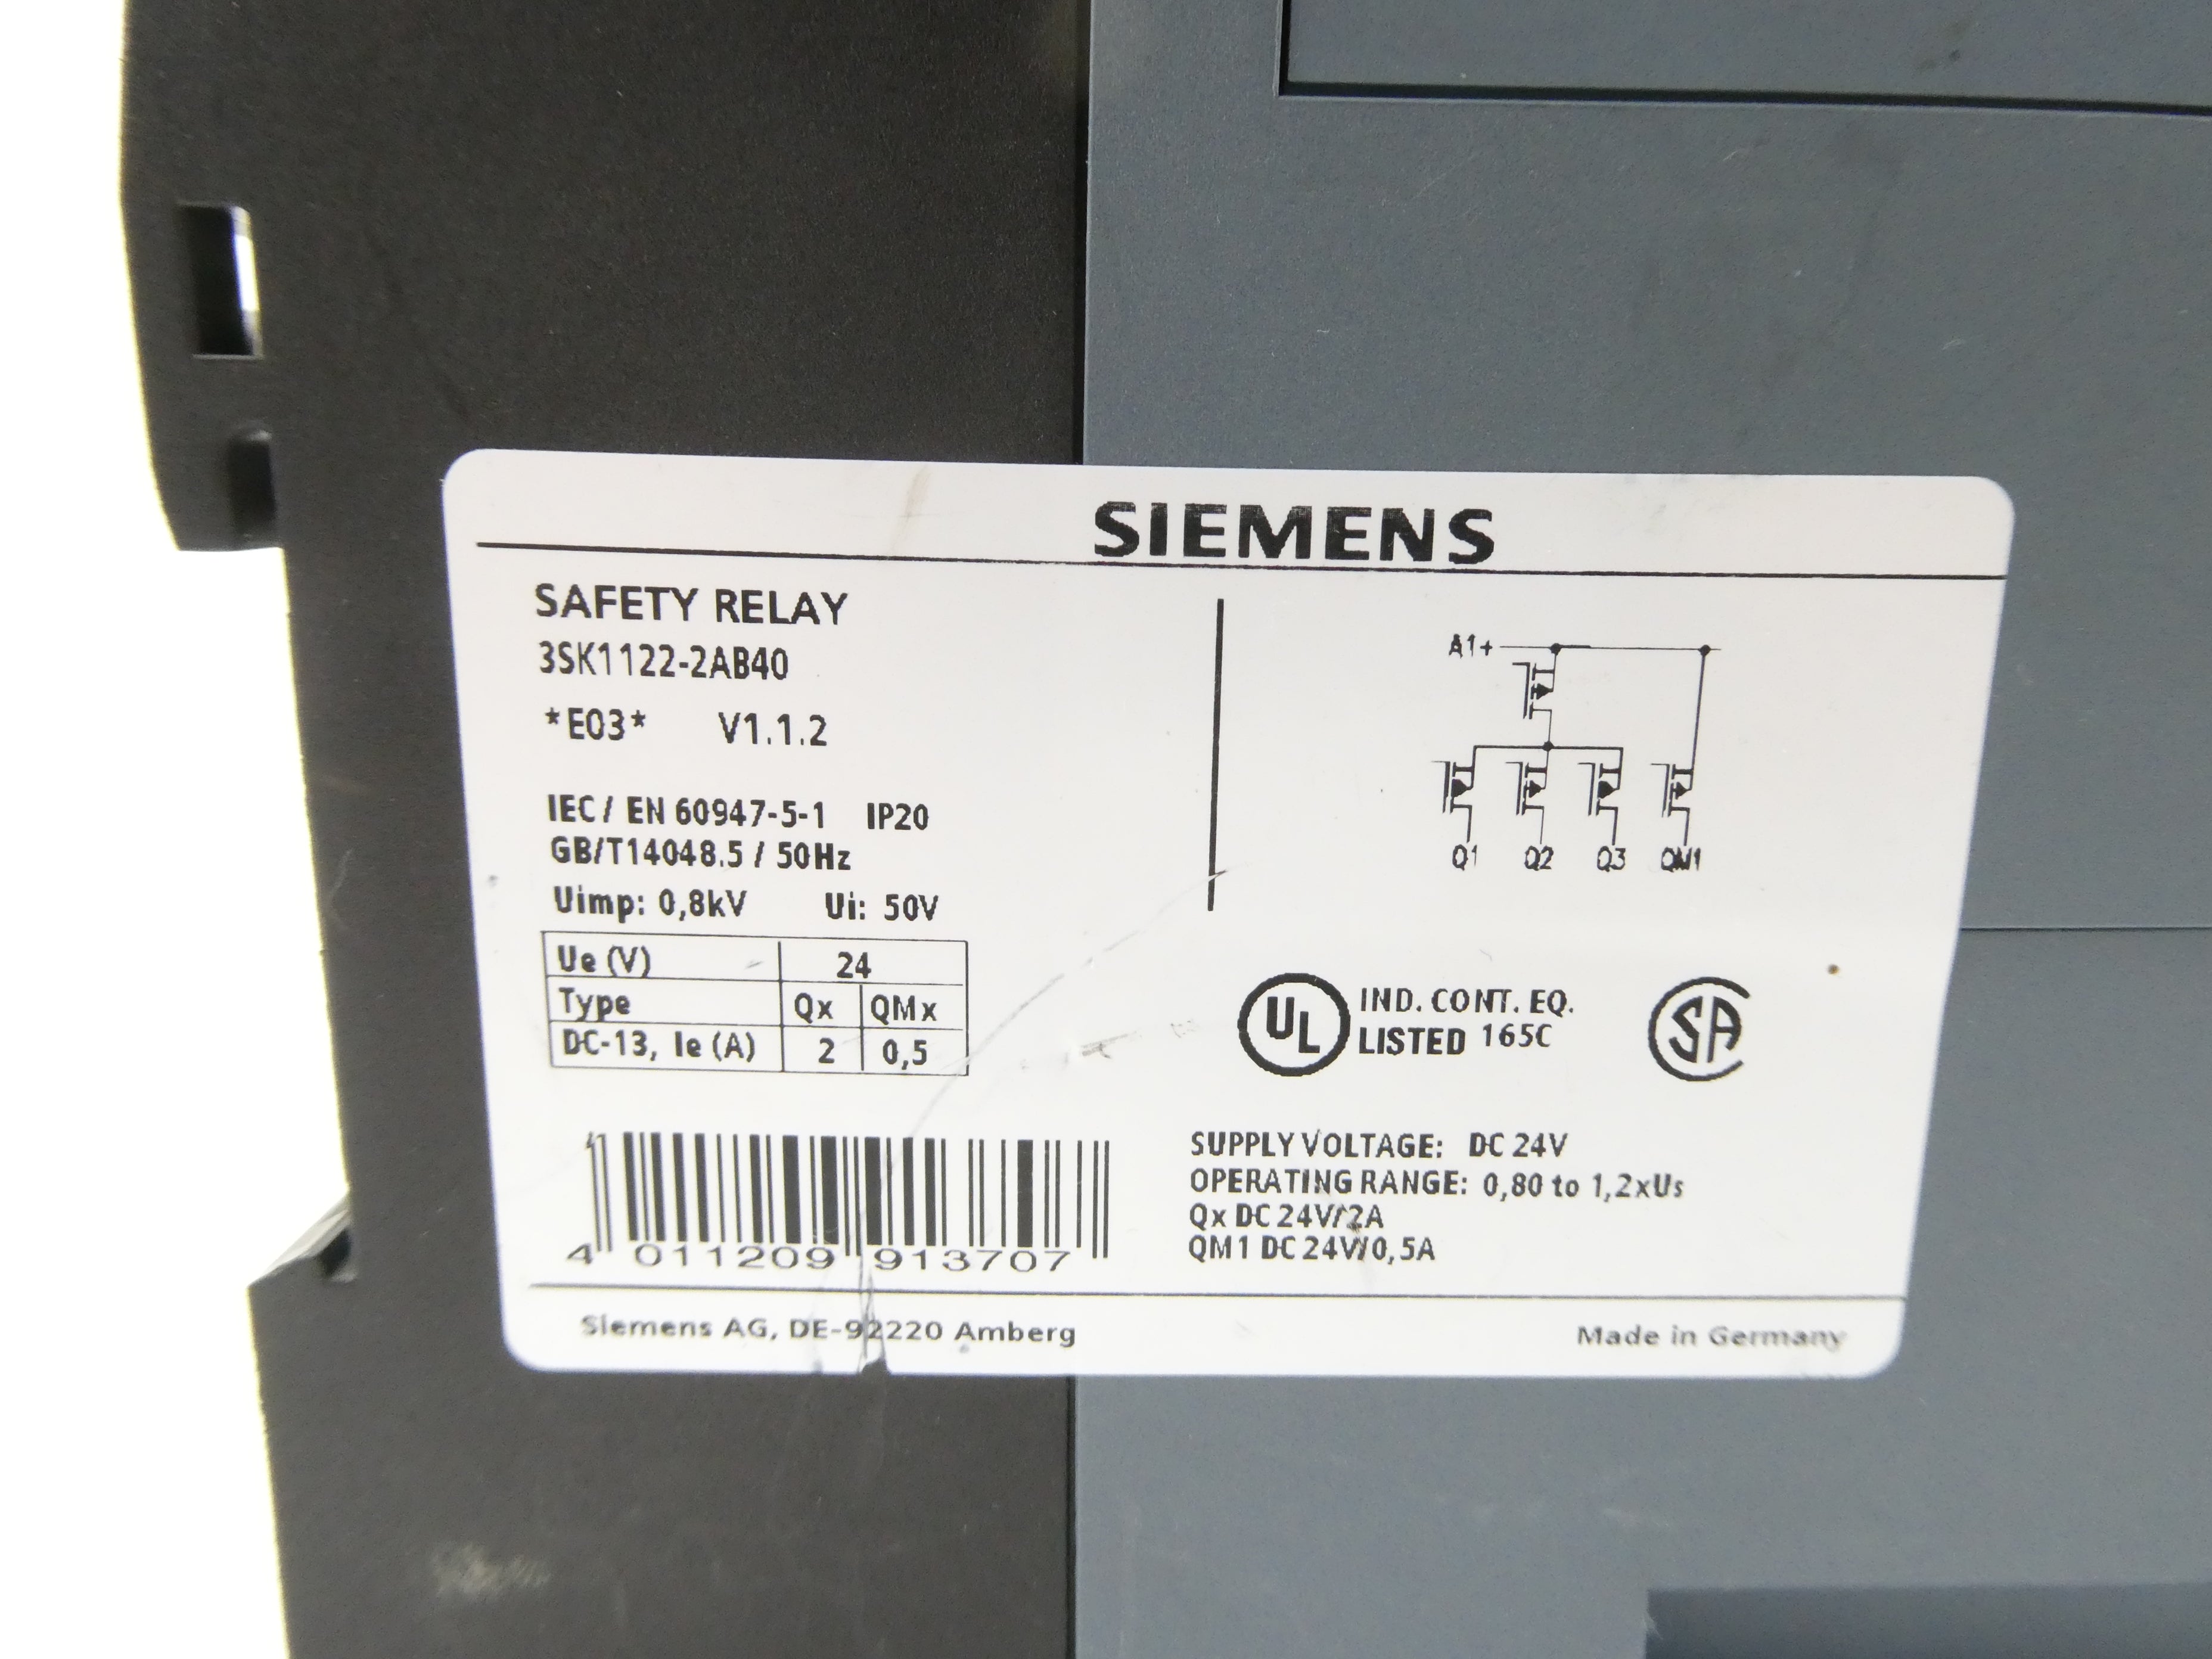 SIEMENS
SAFETY RELAY
3SK1122-2AB40
*E03* V1.1.2
IEC/ EN 60947-5-1 IP20
GB/T14048.5 / 50Hz
Uimp: 0,8kV Ui: 50V
Ue (V) 24
Type Qx QMx
DC-13, Ie (A) 2 0,5
4 011209 913707
A1+
Q1 Q2 Q3 QM1
UL IND. CONT. EQ.
LISTED 165C
SA
SUPPLY VOLTAGE: DC 24V
OPERATING RANGE: 0,80 to 1,2xUs
Qx DC 24V/2A
QM1 DC 24V/0,5A
Siemens AG, DE-92220 Amberg
Made in Germany